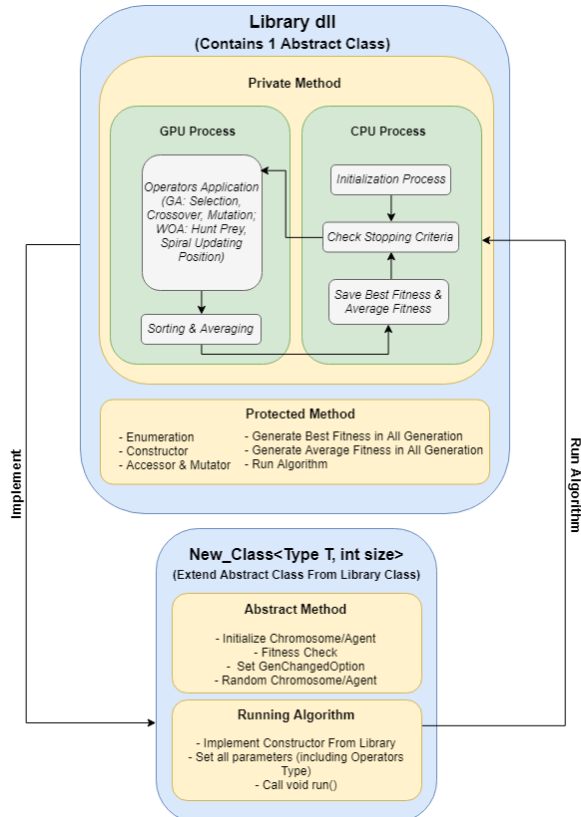 Library dll
(Contains 1 Abstract Class)
Private Method
GPU Process
CPU Process
Operators Application
(GA: Selection,
Crossover, Mutation;
WOA: Hunt Prey,
Spiral Updating
Position)
Sorting & Averaging
Initialization Process
Check Stopping Criteria
Save Best Fitness &
Average Fitness
Protected Method
- Enumeration
- Constructor
- Accessor & Mutator
- Generate Best Fitness in All Generation
- Generate Average Fitness in All Generation
- Run Algorithm
Implement
Run Algorithm
New_Class<Type T, int size>
(Extend Abstract Class From Library Class)
Abstract Method
- Initialize Chromosome/Agent
- Fitness Check
- Set GenChangedOption
- Random Chromosome/Agent
Running Algorithm
- Implement Constructor From Library
- Set all parameters (including Operators
Type)
- Call void run()